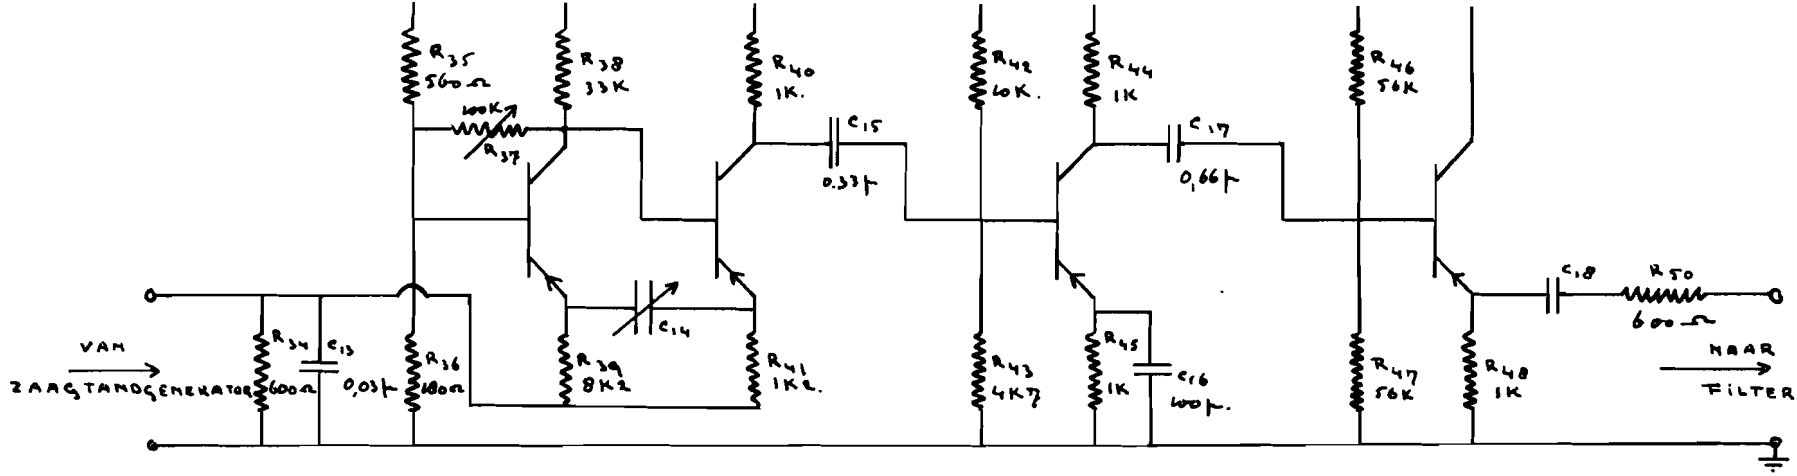 R35
560Ω
R38
33K
R40
1K.
R42
10K.
R44
1K
R46
56K
100K
R37
C15
0.33µ
C17
0,66µ
C18
R50
600Ω
VAN
ZAAGTANDGENERATOR
R34
600Ω
C13
0,03µ
R36
180Ω
R39
8K2
C14
R41
1K2.
R43
4K7
R45
1K
C16
100µ.
R47
56K
R48
1K
NAAR
FILTER